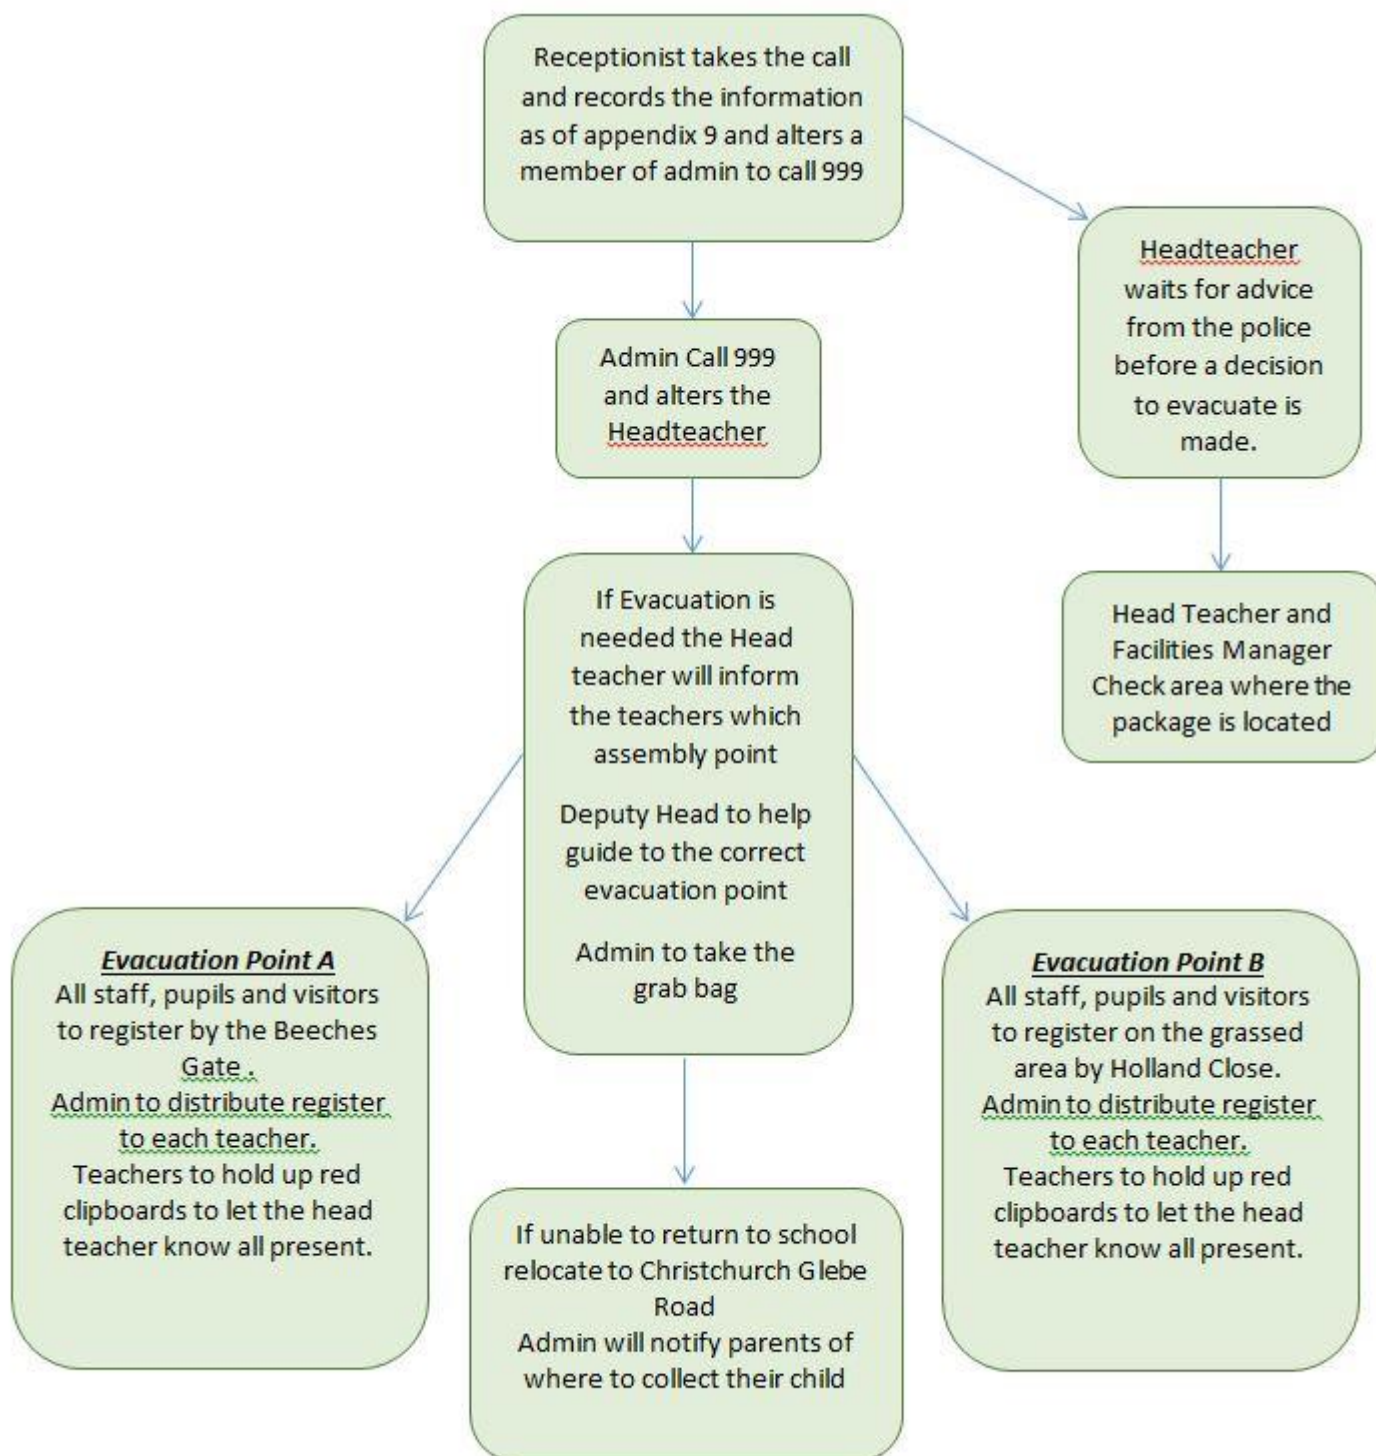 Receptionist takes the call
and records the information
as of appendix 9 and alters a
member of admin to call 999
Headteacher
waits for advice
from the police
before a decision
to evacuate is
made.
Admin Call 999
and alters the
Headteacher
If Evacuation is
needed the Head
teacher will inform
the teachers which
assembly point
Deputy Head to help
guide to the correct
evacuation point
Admin to take the
grab bag
Head Teacher and
Facilities Manager
Check area where the
package is located
Evacuation Point A
All staff, pupils and visitors
to register by the Beeches
Gate .
Admin to distribute register
to each teacher.
Teachers to hold up red
clipboards to let the head
teacher know all present.
Evacuation Point B
All staff, pupils and visitors
to register on the grassed
area by Holland Close.
Admin to distribute register
to each teacher.
Teachers to hold up red
clipboards to let the head
teacher know all present.
If unable to return to school
relocate to Christchurch Glebe
Road
Admin will notify parents of
where to collect their child